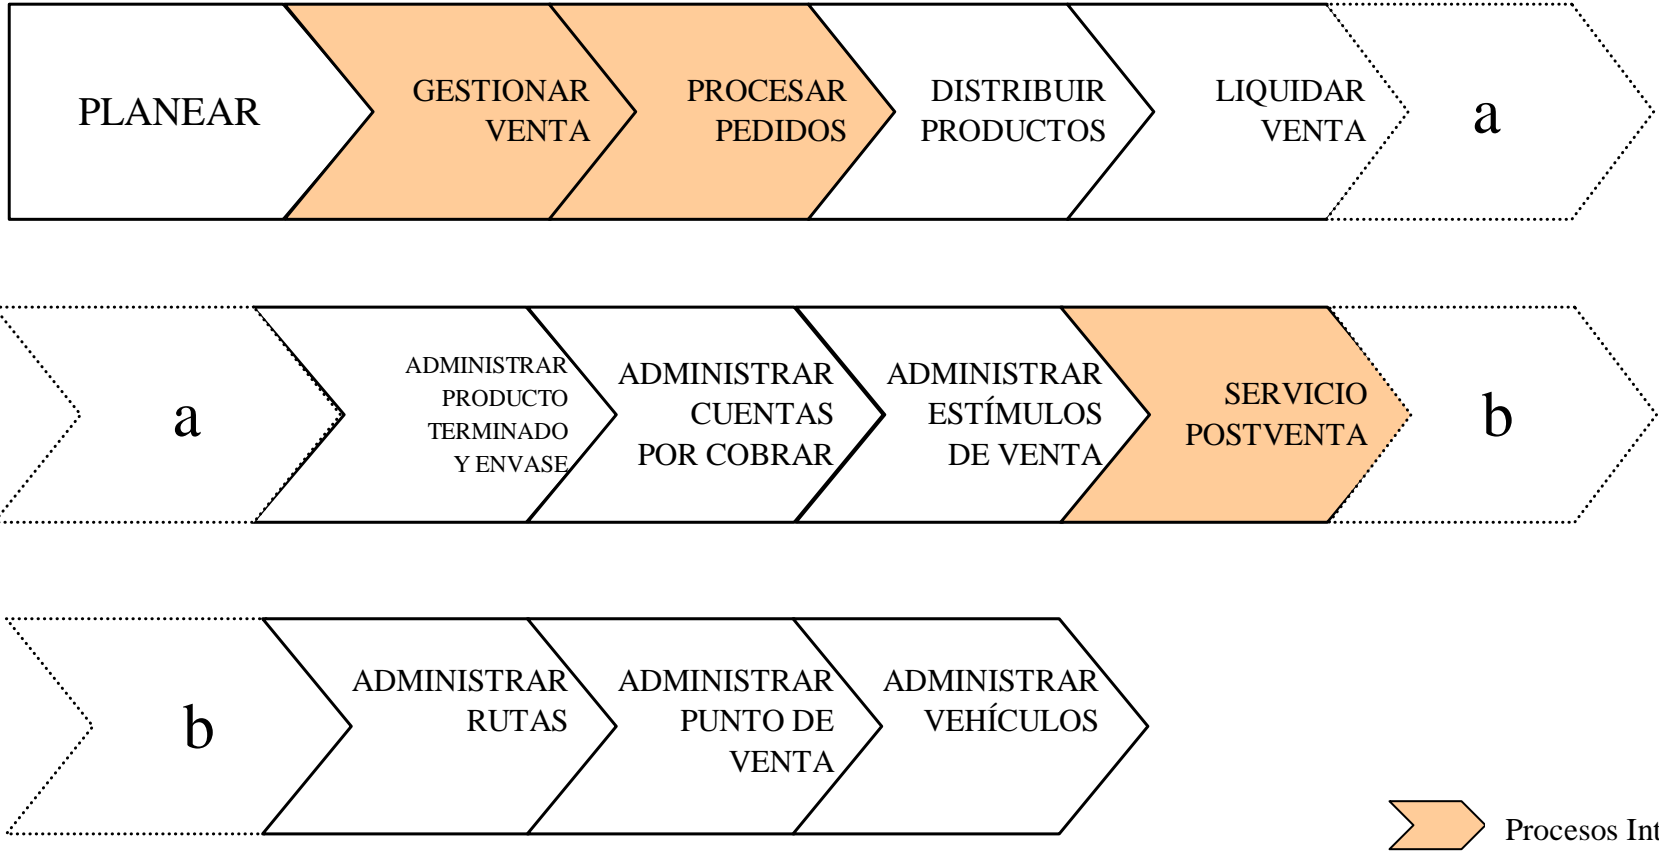 PLANEAR
GESTIONAR
VENTA
PROCESAR
PEDIDOS
DISTRIBUIR
PRODUCTOS
LIQUIDAR
VENTA
a
a
ADMINISTRAR
PRODUCTO
TERMINADO
Y ENVASE
ADMINISTRAR
CUENTAS
POR COBRAR
ADMINISTRAR
ESTÍMULOS
DE VENTA
SERVICIO
POSTVENTA
b
b
ADMINISTRAR
RUTAS
ADMINISTRAR
PUNTO DE
VENTA
ADMINISTRAR
VEHÍCULOS
Procesos